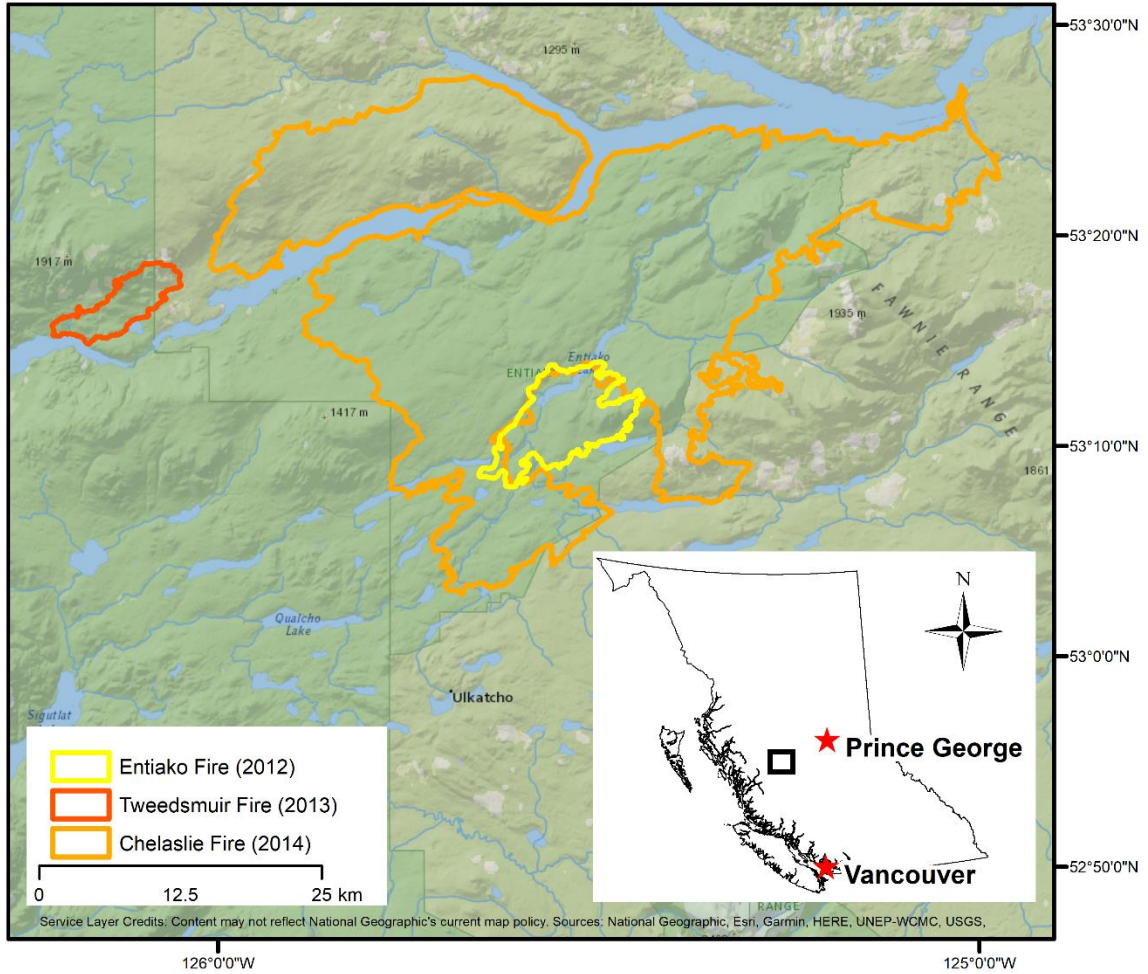 53°30'0"N
1295 m
53°20'0"N
1917 m
1935 m
FAWNIE RANGE
Entiako
ENTIA
1417 m
53°10'0"N
1861
Qualcho
Lake
53°0'0"N
Ulkatcho
Sigutlat
N
Prince George
Vancouver
Entiako Fire (2012)
Tweedsmuir Fire (2013)
Chelaslie Fire (2014)
0 12.5 25 km
52°50'0"N
RANGE
Service Layer Credits: Content may not reflect National Geographic's current map policy. Sources: National Geographic, Esri, Garmin, HERE, UNEP-WCMC, USGS,
126°0'0"W
125°0'0"W